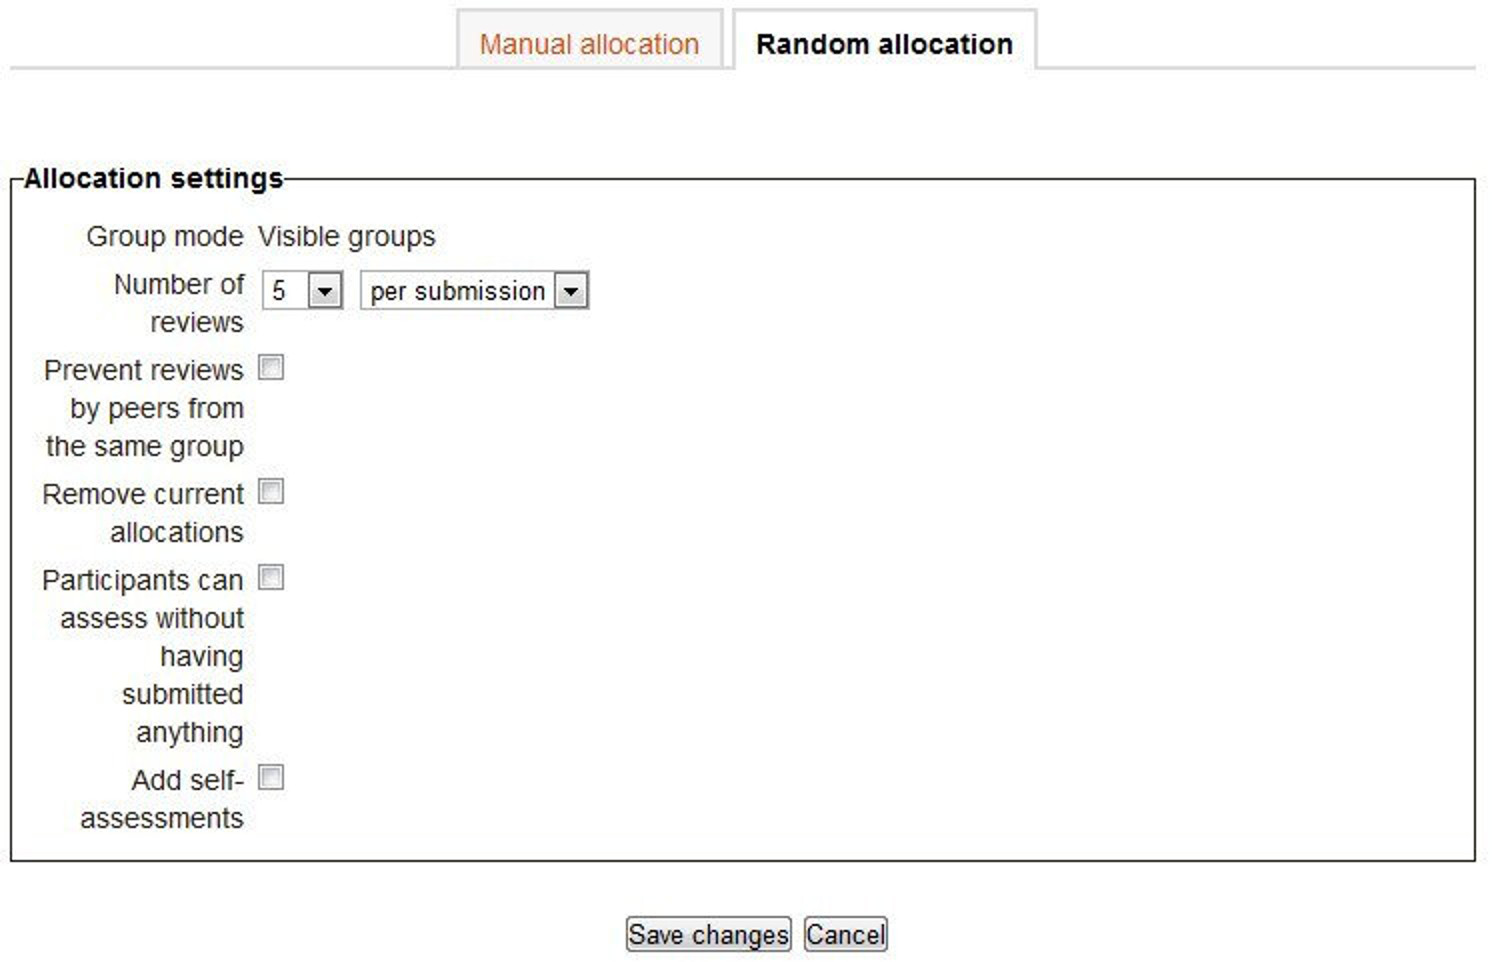 Manual allocation Random allocation
Allocation settings
Group mode Visible groups
Number of 5 per submission
reviews
Prevent reviews
by peers from
the same group
Remove current
allocations
Participants can
assess without
having
submitted
anything
Add self-
assessments
Save changes Cancel